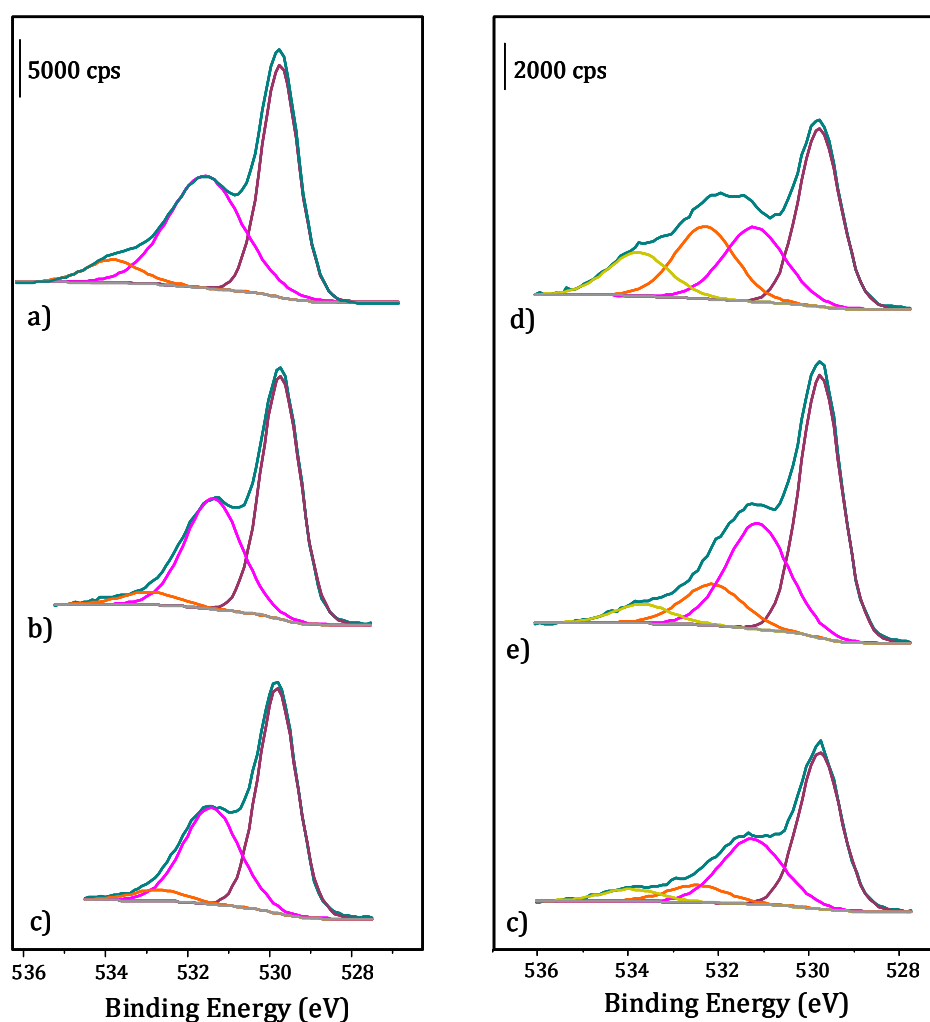 5000 cps
a)
b)
c)
536 534 532 530 528
Binding Energy (eV)
2000 cps
d)
e)
c)
536 534 532 530 528
Binding Energy (eV)